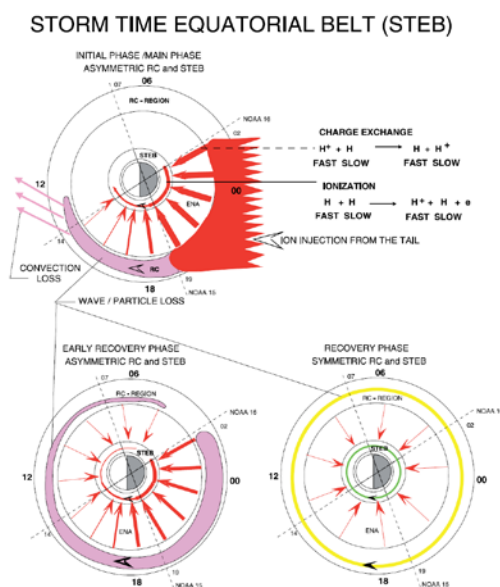 STORM TIME EQUATORIAL BELT (STEB)
INITIAL PHASE /MAIN PHASE
ASYMMETRIC RC and STEB
06
07
RC-REGION
NOAA 16
02
STEB
12
00
ENA
14
RC
18
19
NOAA 15
CHARGE EXCHANGE
H+ + H → H + H+
FAST SLOW FAST SLOW
IONIZATION
H + H → H+ + H + e
FAST SLOW FAST SLOW
ION INJECTION FROM THE TAIL
CONVECTION
LOSS
WAVE / PARTICLE LOSS
EARLY RECOVERY PHASE
ASYMMETRIC RC and STEB
06
07
RC-REGION
NOAA 16
02
STEB
12
00
14
ENA
18
19
NOAA 15
RECOVERY PHASE
SYMMETRIC RC and STEB
06
07
RC-REGION
02
STEB
12
00
14
ENA
18
19
NOAA 15